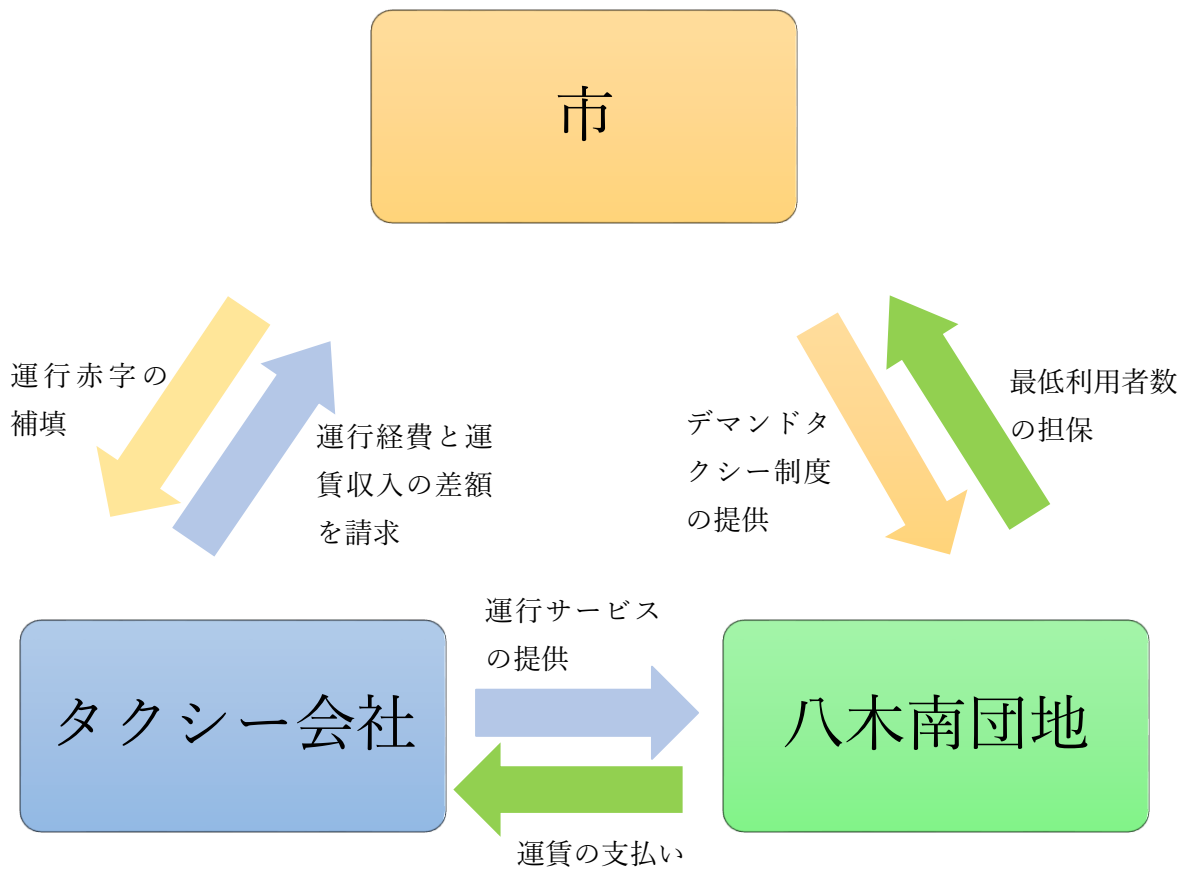 市
運行赤字の
補填
運行経費と運
賃収入の差額
を請求
デマンドタ
クシー制度
の提供
最低利用者数
の担保
運行サービス
の提供
タクシー会社
八木南団地
運賃の支払い